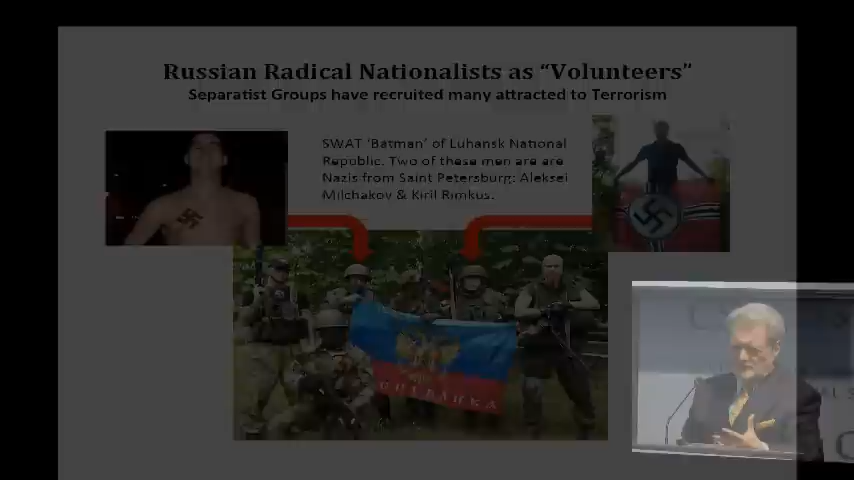 Russian Radical Nationalists as “Volunteers”
Separatist Groups have recruited many attracted to Terrorism
SWAT ‘Batman’ of Luhansk National
Republic. Two of these men are are
Nazis from Saint Petersburg: Aleksei
Milchakov & Kiril Rimkus.